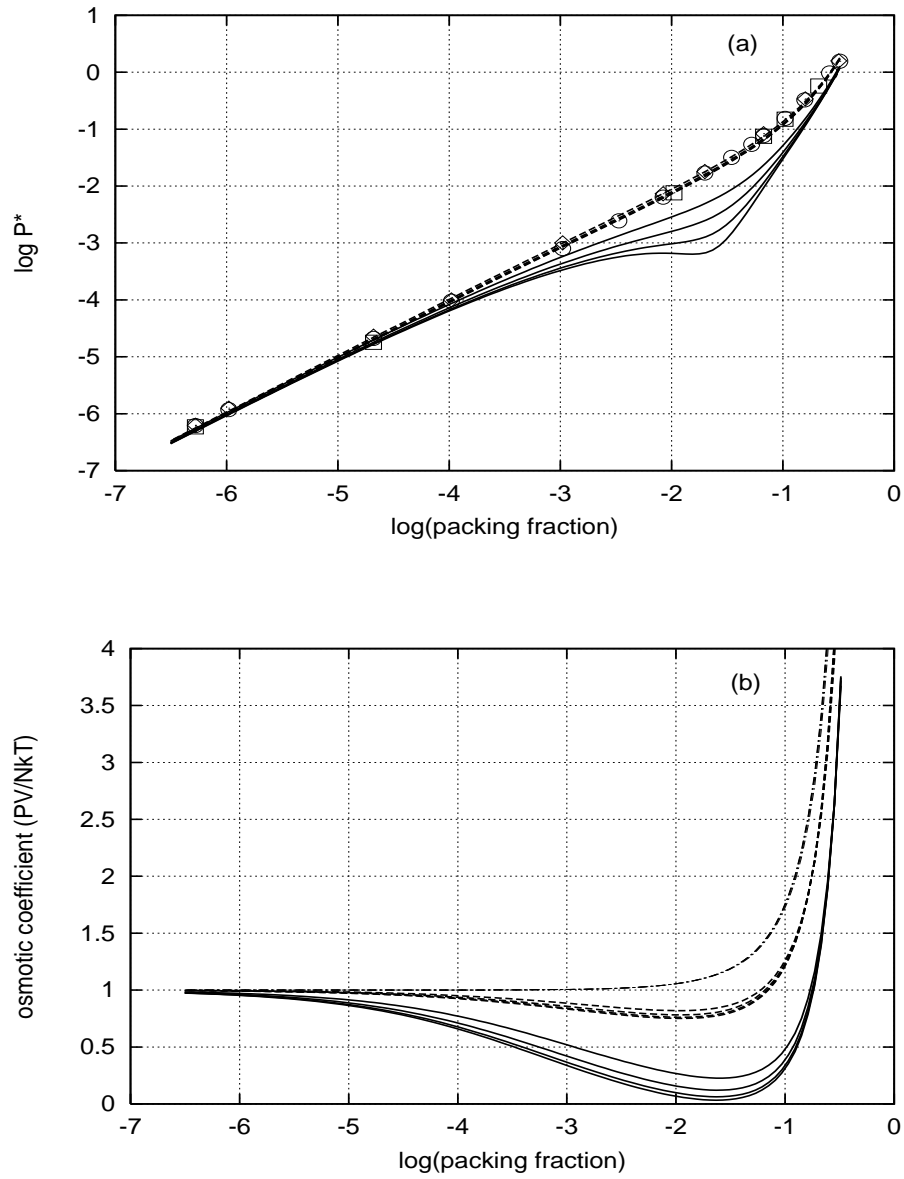 (a)
1
0
-1
-2
-3
-4
-5
-6
-7
log P*
-7 -6 -5 -4 -3 -2 -1 0
log(packing fraction)
(b)
4
3.5
3
2.5
2
1.5
1
0.5
0
osmotic coefficient (PV/NkT)
-7 -6 -5 -4 -3 -2 -1 0
log(packing fraction)